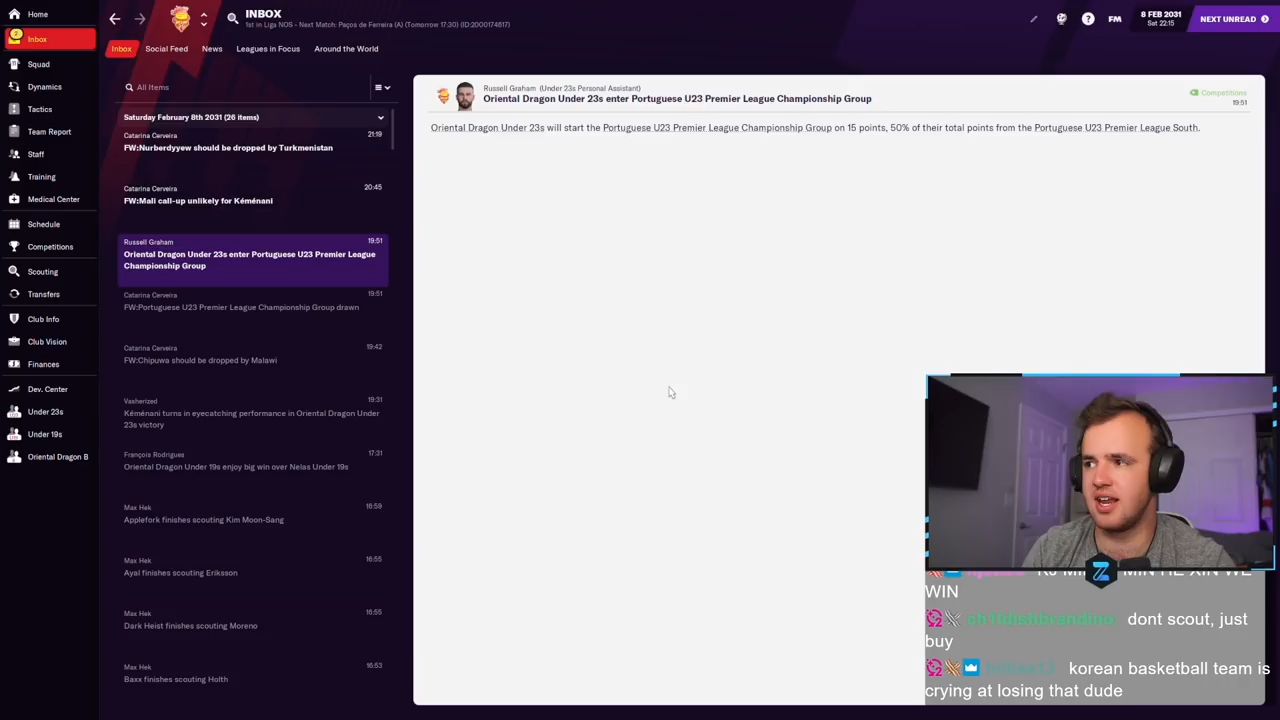 Home
Inbox
2
Squad
Dynamics
Tactics
Team Report
Staff
Training
Medical Center
Schedule
Competitions
Scouting
Transfers
Club Info
Club Vision
Finances
Dev. Center
Under 23s
Under 19s
Oriental Dragon B
INBOX
1st in Liga NOS - Next Match: Paços de Ferreira (A) (Tomorrow 17:30) (ID:2000174617)
FM
8 FEB 2031
Sat 22:15
NEXT UNREAD
Inbox
Social Feed
News
Leagues in Focus
Around the World
All Items
Saturday February 8th 2031 (26 items)
Catarina Cerveira 21:19
FW:Nurberdyyew should be dropped by Turkmenistan
Catarina Cerveira 20:45
FW:Mali call-up unlikely for Kéménani
Russell Graham 19:51
Oriental Dragon Under 23s enter Portuguese U23 Premier League
Championship Group
Catarina Cerveira 19:51
FW:Portuguese U23 Premier League Championship Group drawn
Catarina Cerveira 19:42
FW:Chipuwa should be dropped by Malawi
Vasherized 19:31
Kéménani turns in eyecatching performance in Oriental Dragon Under
23s victory
François Rodrigues 17:31
Oriental Dragon Under 19s enjoy big win over Nelas Under 19s
Max Hek 16:59
Applefork finishes scouting Kim Moon-Sang
Max Hek 16:55
Ayal finishes scouting Eriksson
Max Hek 16:55
Dark Heist finishes scouting Moreno
Max Hek 16:53
Baxx finishes scouting Holth
Russell Graham (Under 23s Personal Assistant)
Oriental Dragon Under 23s enter Portuguese U23 Premier League Championship Group
Competitions
19:51
Oriental Dragon Under 23s will start the Portuguese U23 Premier League Championship Group on 15 points, 50% of their total points from the Portuguese U23 Premier League South.
WIN
dont scout, just
buy
korean basketball team is
crying at losing that dude